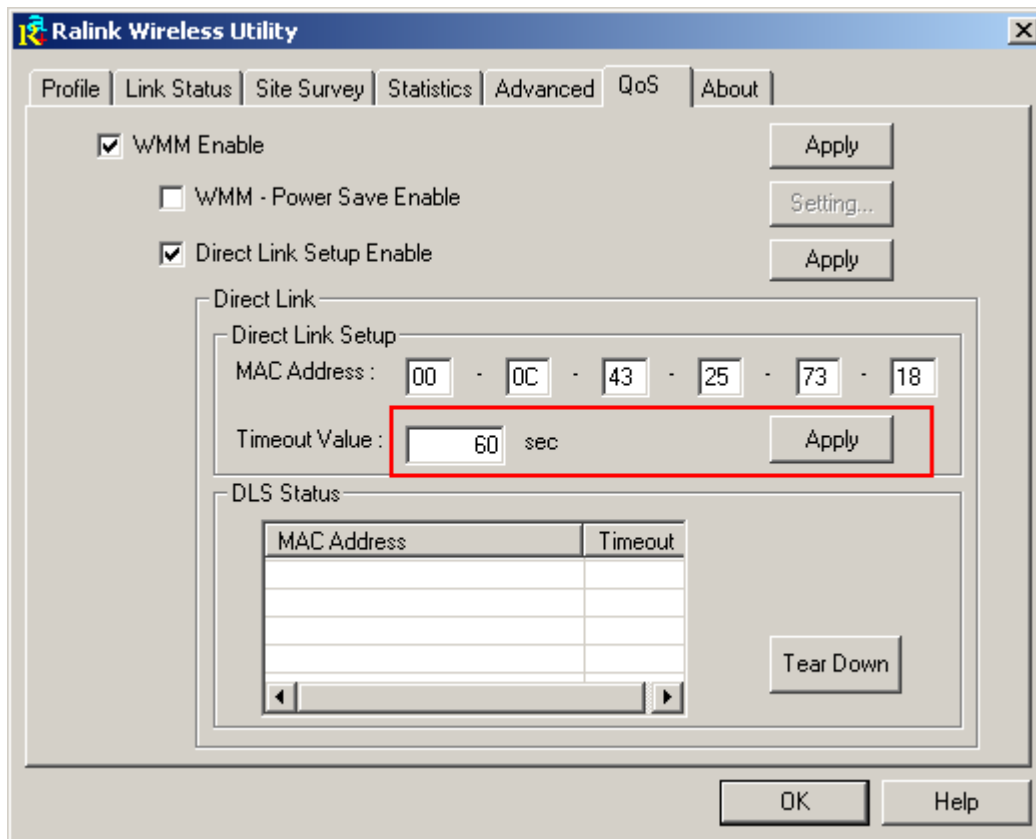 Ralink Wireless Utility
Profile Link Status Site Survey Statistics Advanced QoS About
WMM Enable Apply
WMM - Power Save Enable Setting...
Direct Link Setup Enable Apply
Direct Link
Direct Link Setup
MAC Address : 00 - 0C - 43 - 25 - 73 - 18
Timeout Value : 60 sec Apply
DLS Status
MAC Address Timeout
Tear Down
OK Help